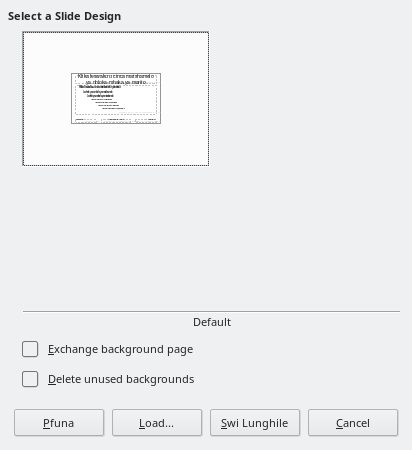 Select a Slide Design
Default
Exchange background page
Delete unused backgrounds
Pfuna
Load...
Swi Lunghile
Cancel